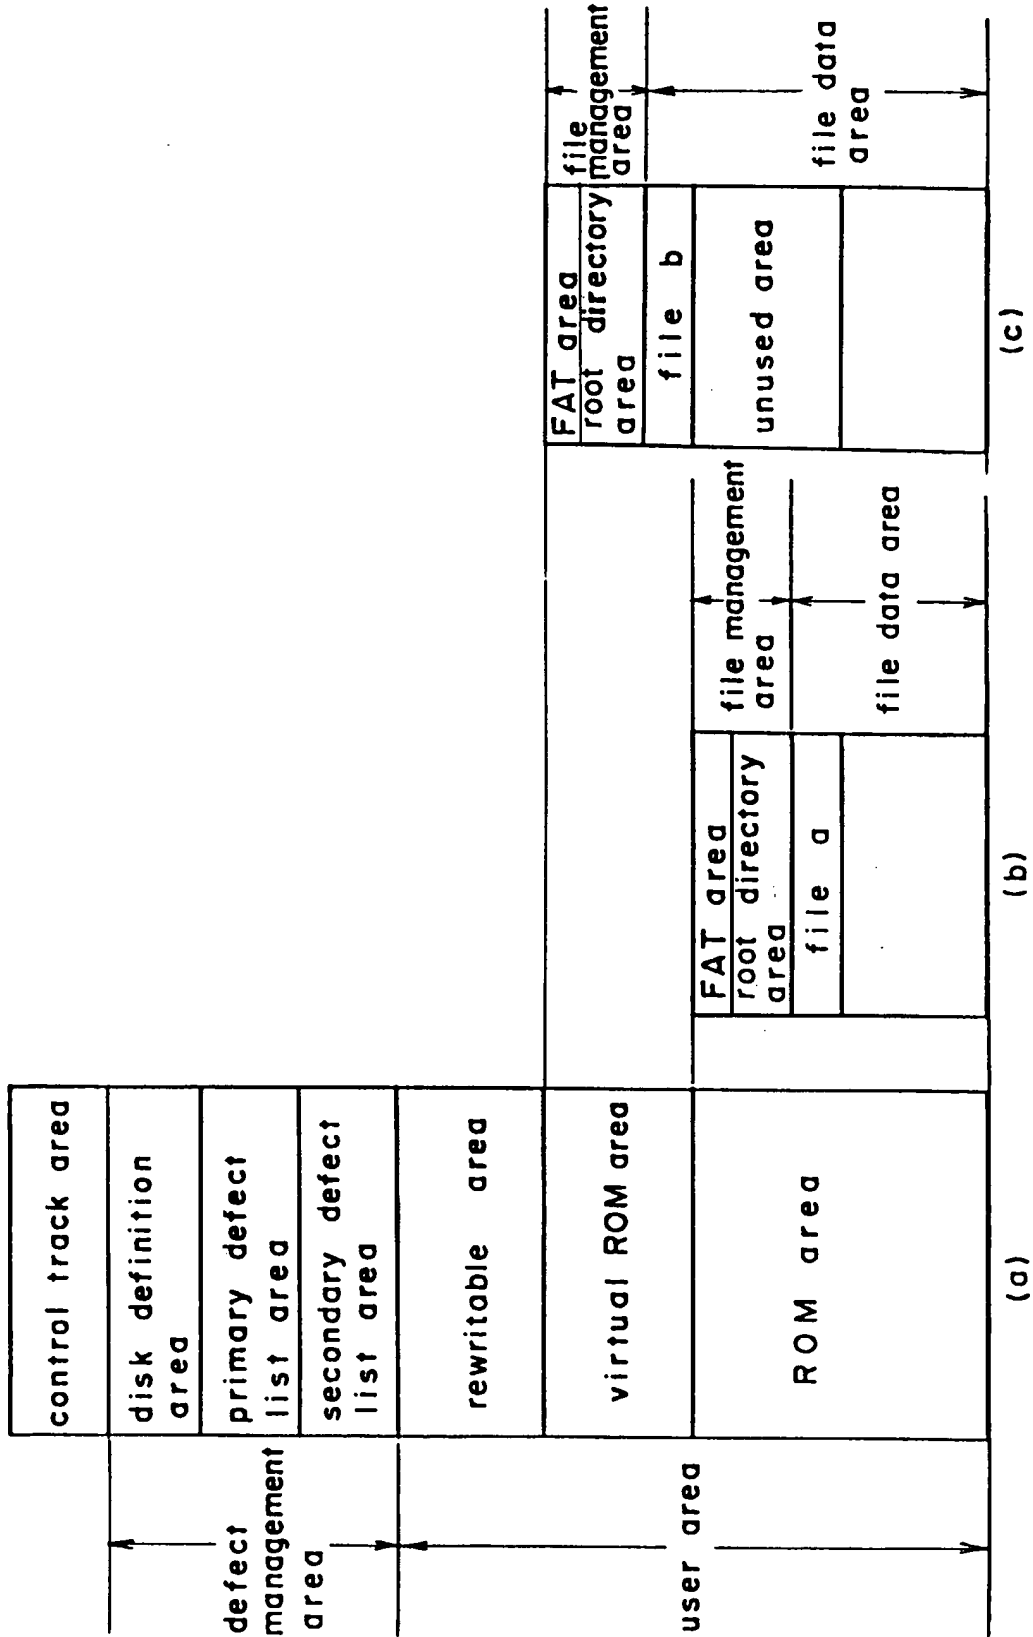 defect
management
area
user area
control track area
disk definition
area
primary defect
list area
secondary defect
list area
rewritable area
virtual ROM area
ROM area
(a)
FAT area
root directory
area
file a
file management
area
file data area
(b)
FAT area
root directory
area
file b
unused area
file
management
area
file data
area
(c)